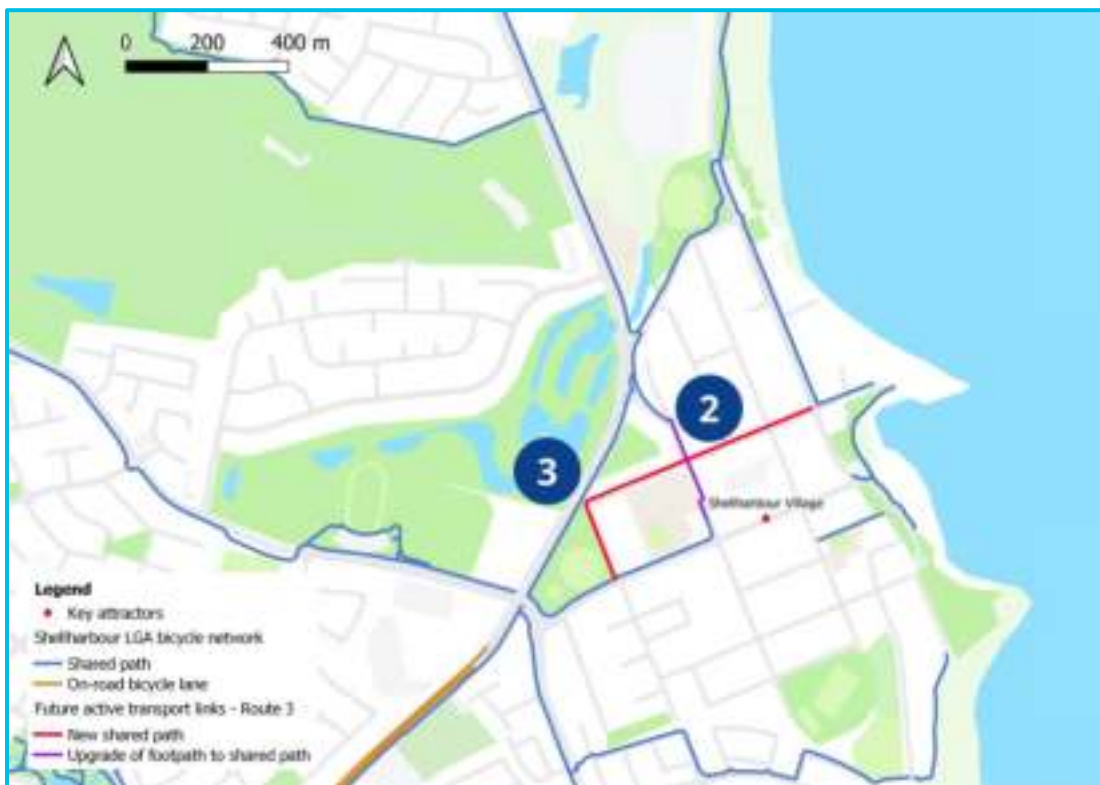 0 200 400 m
2
3
Shellharbour Village
Legend
Key attractors
Shellharbour LGA bicycle network
Shared path
On-road bicycle lane
Future active transport links - Route 3
New shared path
Upgrade of footpath to shared path